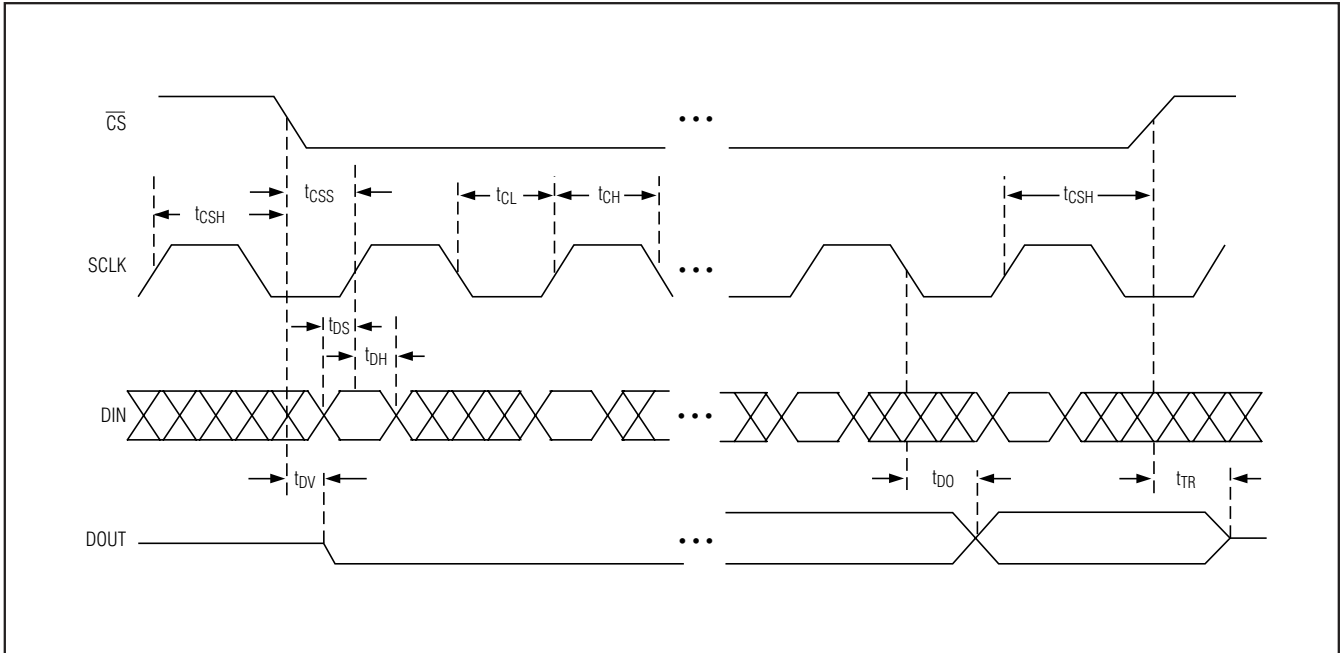 CS
tCSS
tCL
tCH
tCSH
tCSH
SCLK
tDS
tDH
DIN
tDV
tDO
tTR
DOUT